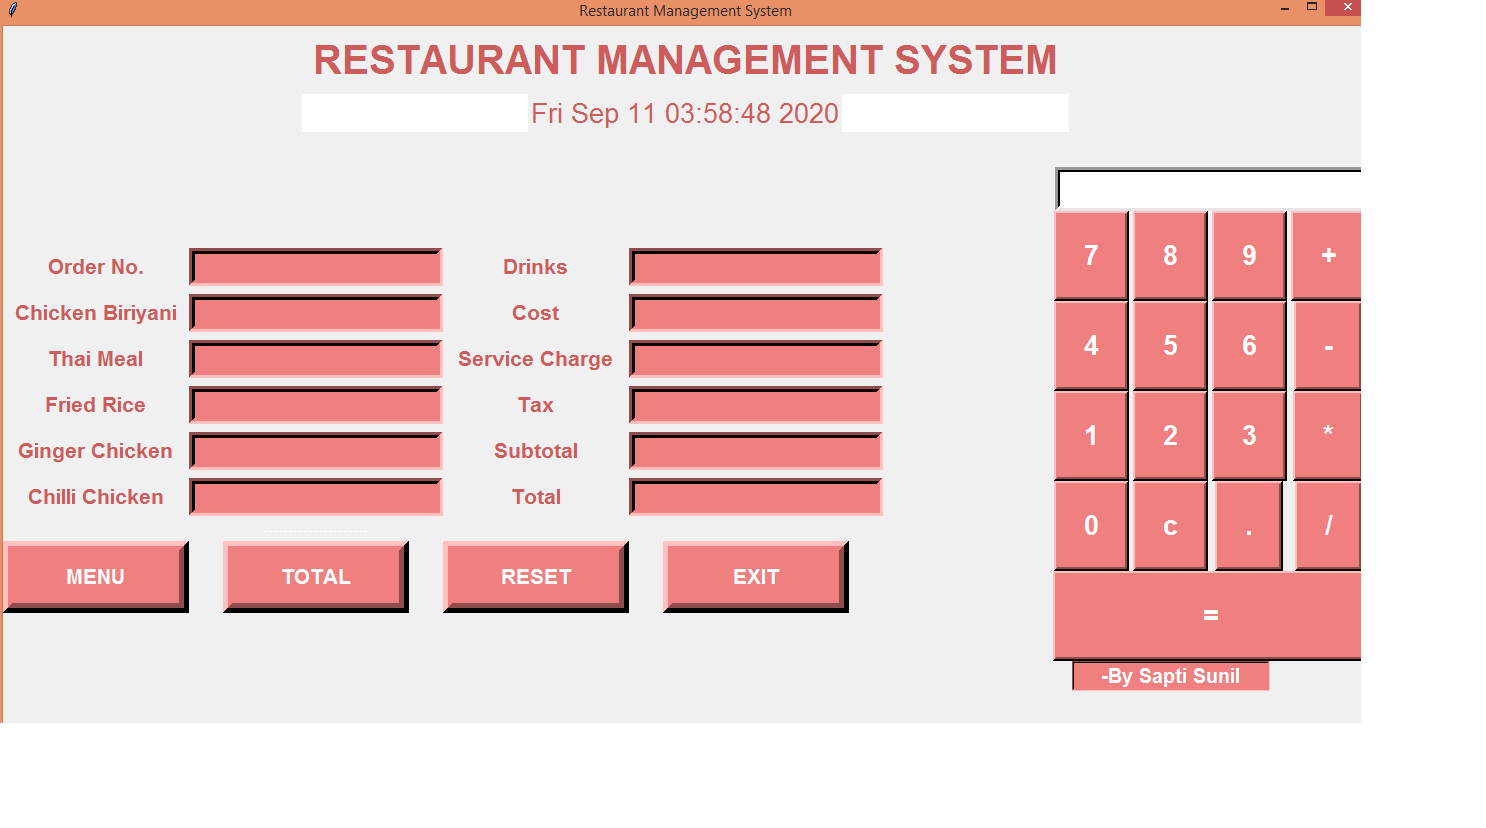 Restaurant Management System
RESTAURANT MANAGEMENT SYSTEM
Fri Sep 11 03:58:48 2020
Order No.
Chicken Biriyani
Thai Meal
Fried Rice
Ginger Chicken
Chilli Chicken
Drinks
Cost
Service Charge
Tax
Subtotal
Total
MENU TOTAL RESET EXIT
7 8 9 +
4 5 6 -
1 2 3 *
0 c . /
=
-By Sapti Sunil